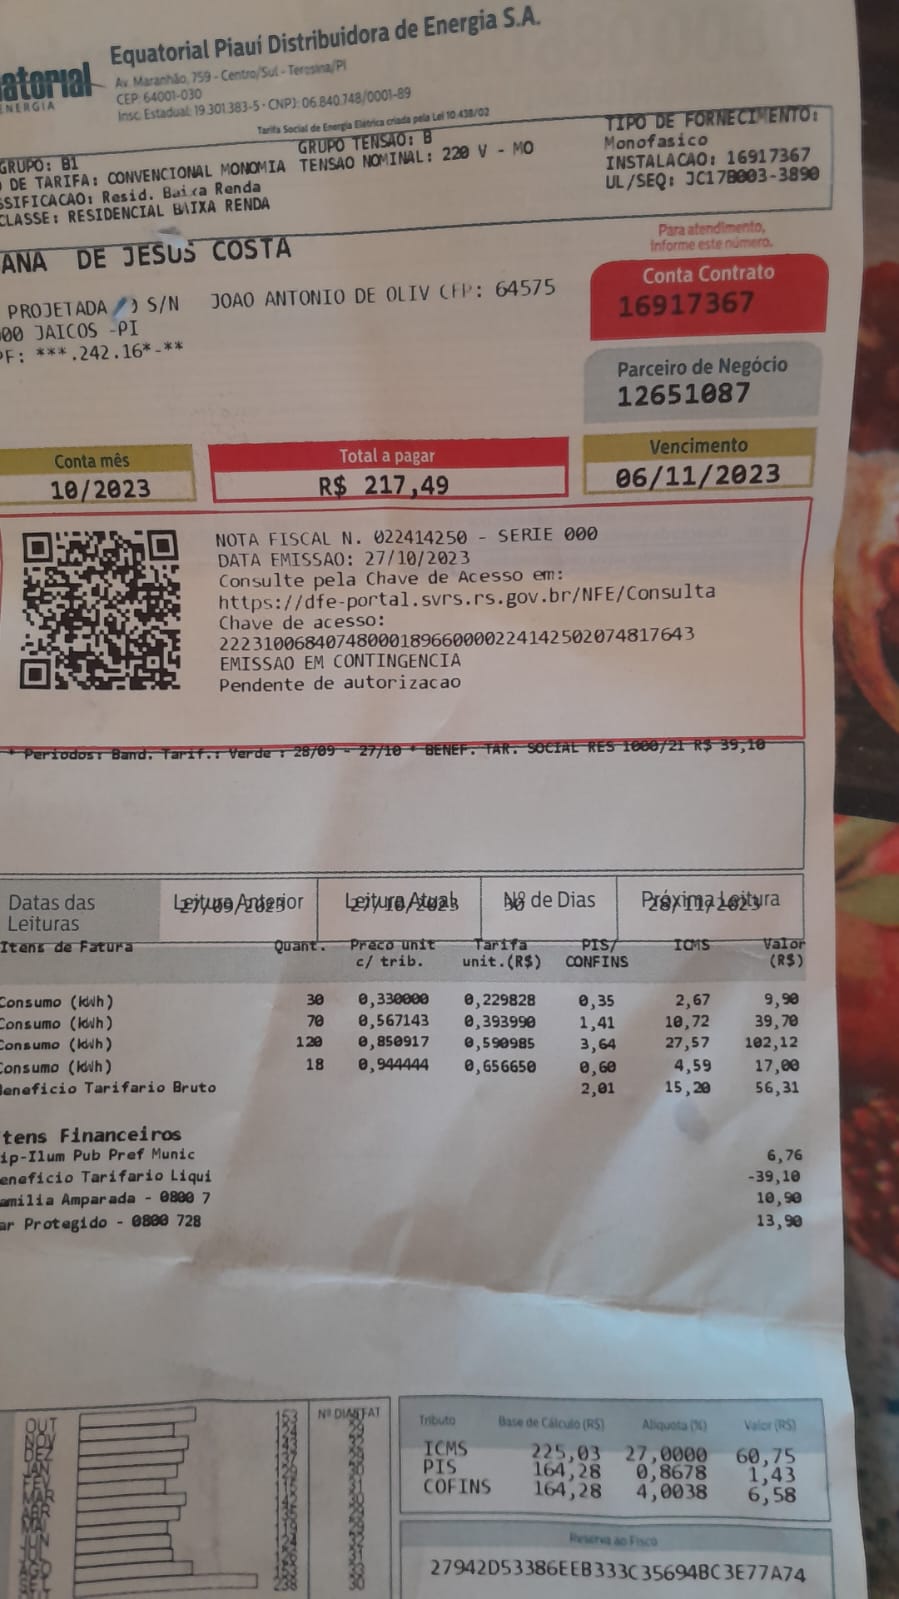 Equatorial Piauí Distribuidora de Energia S.A.
atorial
ENERGIA
Av. Maranhão, 759 - Centro/Sul - Teresina/PI
CEP: 64001-030
Insc. Estadual: 19.301.383-5 - CNPJ: 06.840.748/0001-89
Tarifa Social de Energia Elétrica criada pela Lei 10.438/02
GRUPO: B1 GRUPO TENSAO: B
DE TARIFA: CONVENCIONAL MONOMIA TENSAO NOMINAL: 220 V - MO
SSIFICACAO: Resid. Baixa Renda
CLASSE: RESIDENCIAL BAIXA RENDA
TIPO DE FORNECIMENTO:
Monofasico
INSTALACAO: 16917367
UL/SEQ: JC17B003-3890
ANA DE JESUS COSTA
PROJETADA ) S/N JOAO ANTONIO DE OLIV CEP: 64575
00 JAICOS -PI
PF: ***.242.16*-**
Para atendimento,
Informe este número.
Conta Contrato
16917367
Parceiro de Negócio
12651087
Conta mês
10/2023
Total a pagar
R$ 217,49
Vencimento
06/11/2023
NOTA FISCAL N. 022414250 - SERIE 000
DATA EMISSAO: 27/10/2023
Consulte pela Chave de Acesso em:
https://dfe-portal.svrs.rs.gov.br/NFE/Consulta
Chave de acesso:
22231006840748000189660000224142502074817643
EMISSAO EM CONTINGENCIA
Pendente de autorizacao
* Periodos: Band. Tarif.: Verde : 28/09 - 27/10 * BENEF. TAR. SOCIAL RES 1000/21 R$ 39,10
Datas das Leituras Leitura Anterior Leitura Atual Nº de Dias Próxima Leitura
27/09/2023 27/10/2023 30 28/11/2023
Itens de Fatura Quant. Preco unit c/ trib. Tarifa unit.(R$) PIS/ CONFINS ICMS Valor (R$)
Consumo (kWh) 30 0,330000 0,229828 0,35 2,67 9,90
Consumo (kWh) 70 0,567143 0,393990 1,41 10,72 39,70
Consumo (kWh) 120 0,850917 0,590985 3,64 27,57 102,12
Consumo (kWh) 18 0,944444 0,656650 0,60 4,59 17,00
Beneficio Tarifario Bruto 2,01 15,20 56,31
tens Financeiros
ip-Ilum Pub Pref Munic 6,76
eneficio Tarifario Liqui -39,10
amilia Amparada - 0800 7 10,90
ar Protegido - 0800 728 13,90
Nº DIAS FAT
OUT 153
NOV
DEZ
JAN
FEV
MAR
ABR
MAI
JUN
JUL
AGO
SET 238 30
Tributo Base de Cálculo (R$) Alíquota (%) Valor (R$)
ICMS 225,03 27,0000 60,75
PIS 164,28 0,8678 1,43
COFINS 164,28 4,0038 6,58
Reserva ao Fisco
27942D53386EEB333C35694BC3E77A74